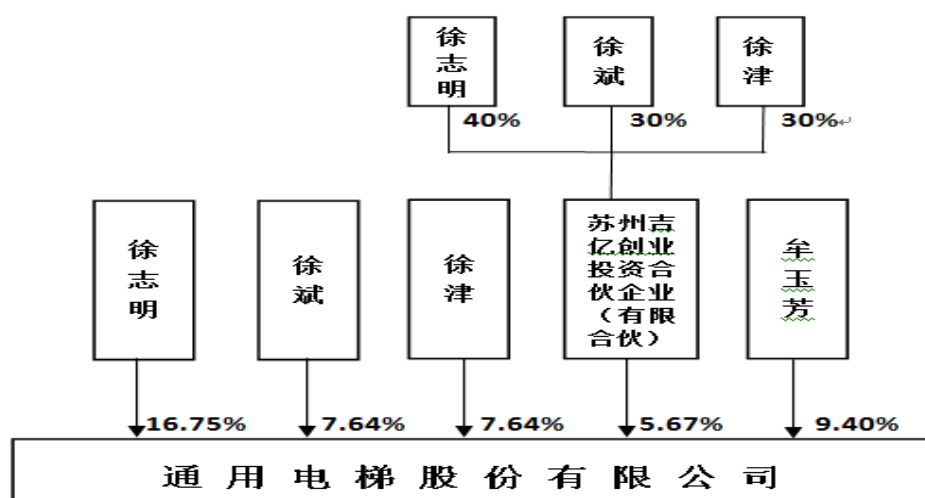 徐志明
徐斌
徐津
40%
30%
30%
徐志明
徐斌
徐津
苏州吉
亿创业
投资合
伙企业
（有限
合伙）
牟玉芳
16.75%
7.64%
7.64%
5.67%
9.40%
通用电梯股份有限公司